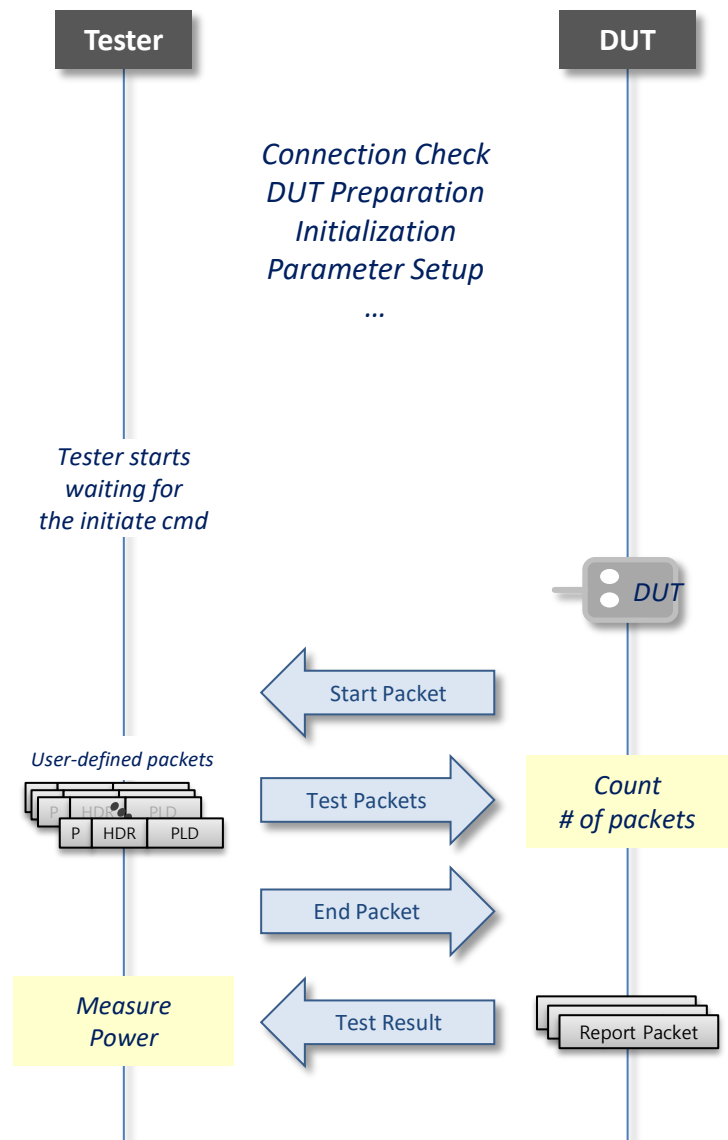 Tester
DUT
Connection Check
DUT Preparation
Initialization
Parameter Setup
...
Tester starts
waiting for
the initiate cmd
DUT
Start Packet
User-defined packets
P HDR PLD
P HDR PLD
Test Packets
Count
# of packets
End Packet
Measure
Power
Test Result
Report Packet